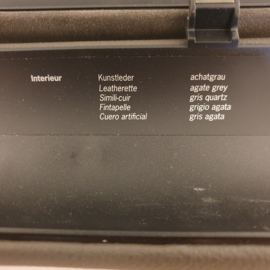 Interieur Kunstleder achatgrau
Leatherette agate grey
Simili-cuir gris quartz
Fintapelle grigio agata
Cuero artificial gris agata